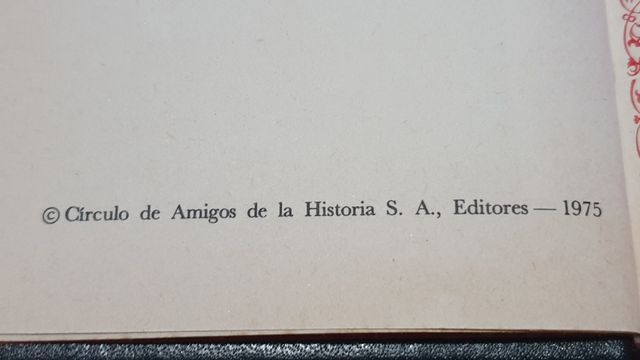 © Círculo de Amigos de la Historia S. A., Editores — 1975